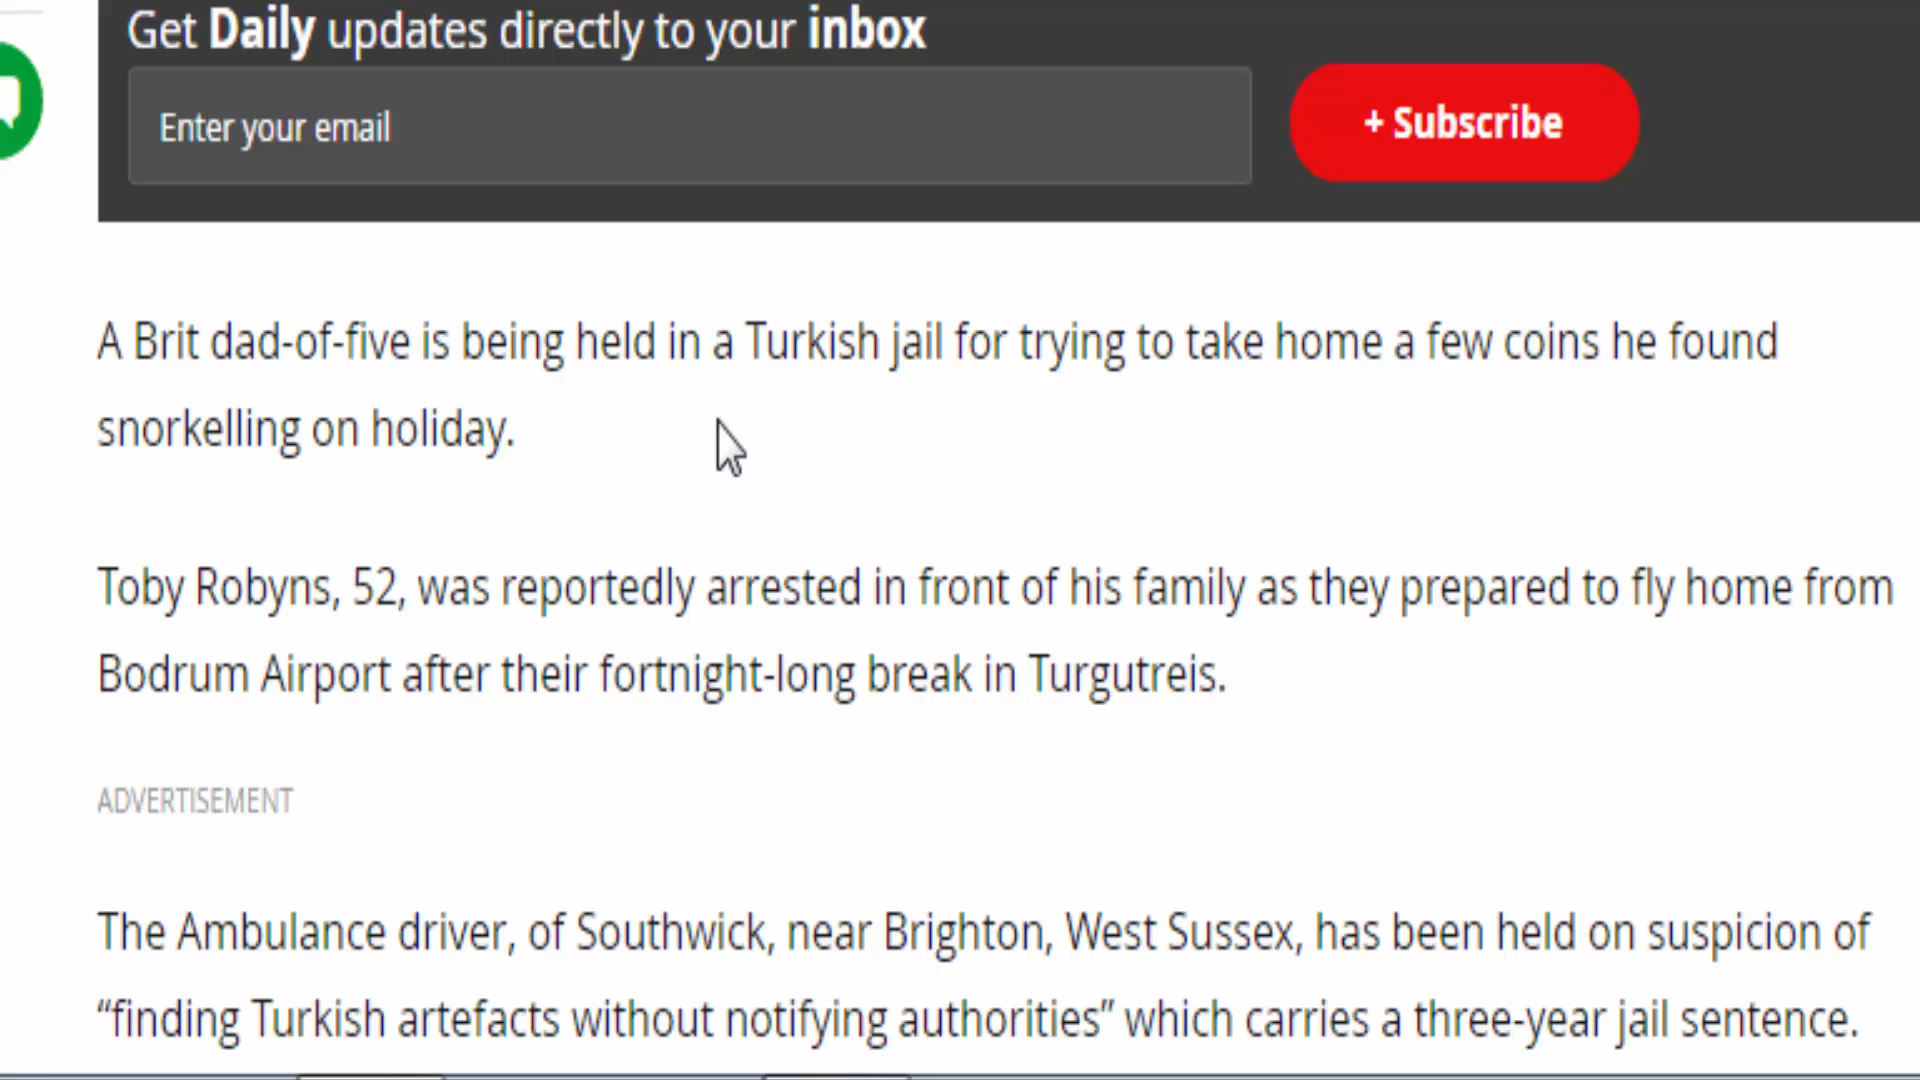 Get Daily updates directly to your inbox
Enter your email
+ Subscribe
A Brit dad-of-five is being held in a Turkish jail for trying to take home a few coins he found
snorkelling on holiday.
Toby Robyns, 52, was reportedly arrested in front of his family as they prepared to fly home from
Bodrum Airport after their fortnight-long break in Turgutreis.
ADVERTISEMENT
The Ambulance driver, of Southwick, near Brighton, West Sussex, has been held on suspicion of
“finding Turkish artefacts without notifying authorities” which carries a three-year jail sentence.